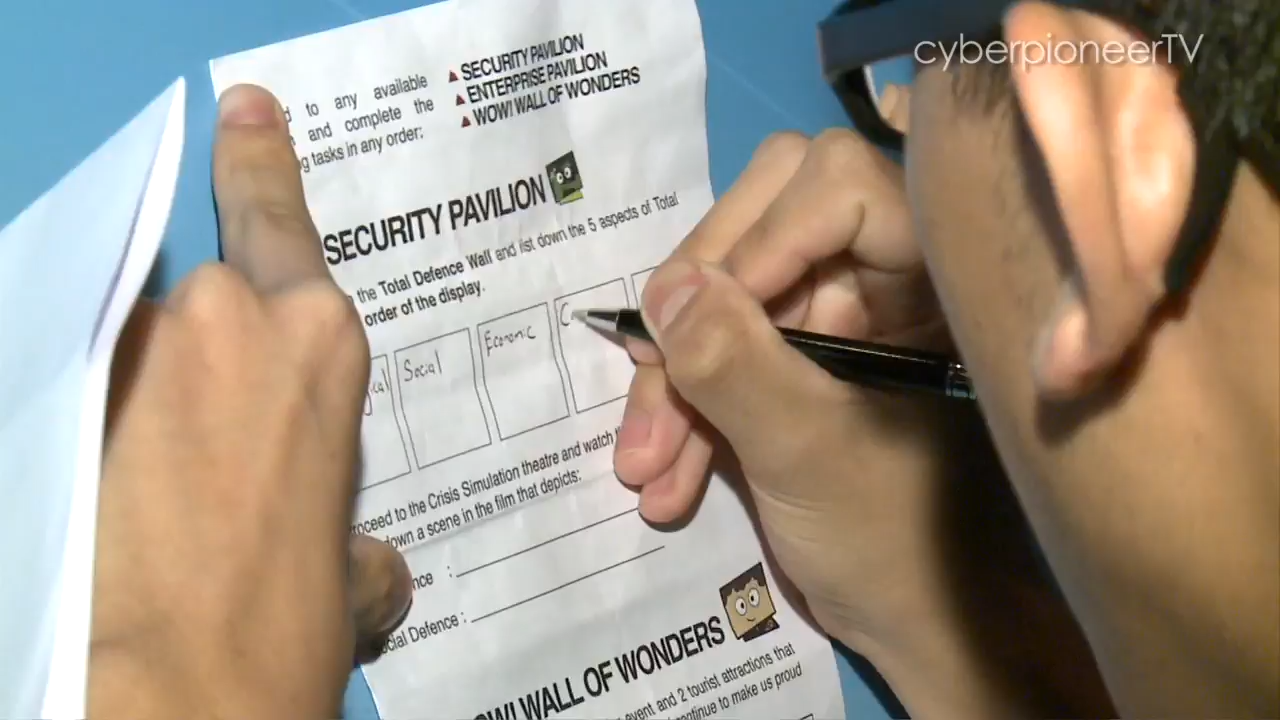 cyberpioneerTV
to any available
and complete the
tasks in any order:
▲ SECURITY PAVILION
▲ ENTERPRISE PAVILION
▲ WOW! WALL OF WONDERS
SECURITY PAVILION
the Total Defence Wall and list down the 5 aspects of Total
order of the display.
Social
Economic
C
roceed to the Crisis Simulation theatre and watch
down a scene in the film that depicts:
nce :
ocial Defence :
OW! WALL OF WONDERS
event and 2 tourist attractions that
continue to make us proud